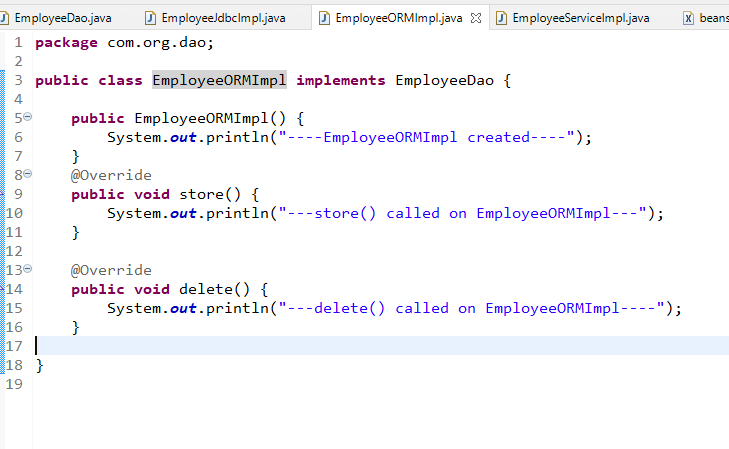 EmployeeDao.java EmployeeJdbcImpl.java EmployeeORMImpl.java EmployeeServiceImpl.java beans
1 package com.org.dao;
2
3 public class EmployeeORMImpl implements EmployeeDao {
4
5 public EmployeeORMImpl() {
6 System.out.println("----EmployeeORMImpl created----");
7 }
8 @Override
9 public void store() {
10 System.out.println("---store() called on EmployeeORMImpl---");
11 }
12
13 @Override
14 public void delete() {
15 System.out.println("---delete() called on EmployeeORMImpl----");
16 }
17
18 }
19